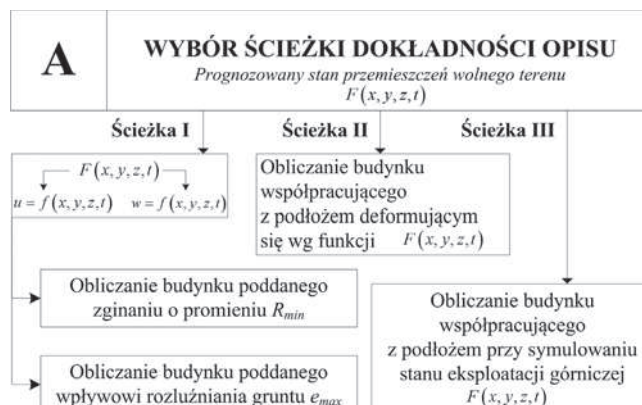 A
WYBÓR ŚCIEŻKI DOKŁADNOŚCI OPISU
Prognozowany stan przemieszczeń wolnego terenu
F(x,y,z,t)
Ścieżka I
Ścieżka II
Ścieżka III
F(x,y,z,t)
u = f(x,y,z,t) w = f(x,y,z,t)
Obliczanie budynku
współpracującego
z podłożem deformującym
się wg funkcji F(x,y,z,t)
Obliczanie budynku poddanego
zginaniu o promieniu Rmin
Obliczanie budynku poddanego
wpływowi rozluźniania gruntu emax
Obliczanie budynku
współpracującego
z podłożem przy symulowaniu
stanu eksploatacji górniczej
F(x,y,z,t)